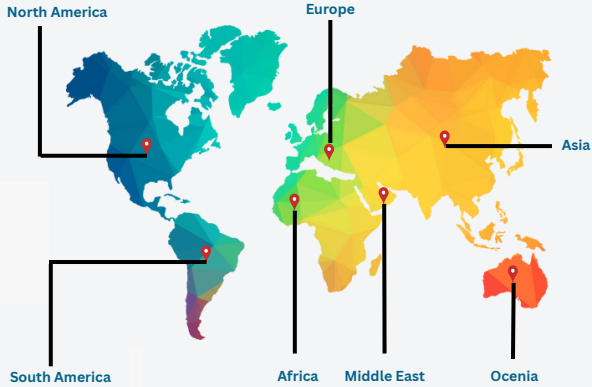 North America
Europe
Asia
South America
Africa
Middle East
Ocenia